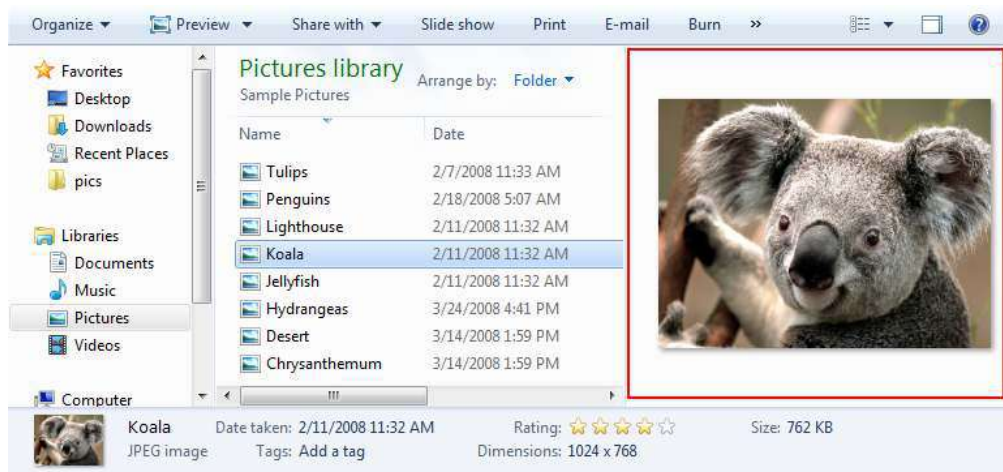 Organize Preview Share with Slide show Print E-mail Burn »
Favorites
Desktop
Downloads
Recent Places
pics
Libraries
Documents
Music
Pictures
Videos
Computer
Pictures library
Sample Pictures
Arrange by: Folder
Name Date
Tulips 2/7/2008 11:33 AM
Penguins 2/18/2008 5:07 AM
Lighthouse 2/11/2008 11:32 AM
Koala 2/11/2008 11:32 AM
Jellyfish 2/11/2008 11:32 AM
Hydrangeas 3/24/2008 4:41 PM
Desert 3/14/2008 1:59 PM
Chrysanthemum 3/14/2008 1:59 PM
Koala Date taken: 2/11/2008 11:32 AM Rating: Size: 762 KB
JPEG image Tags: Add a tag Dimensions: 1024 x 768